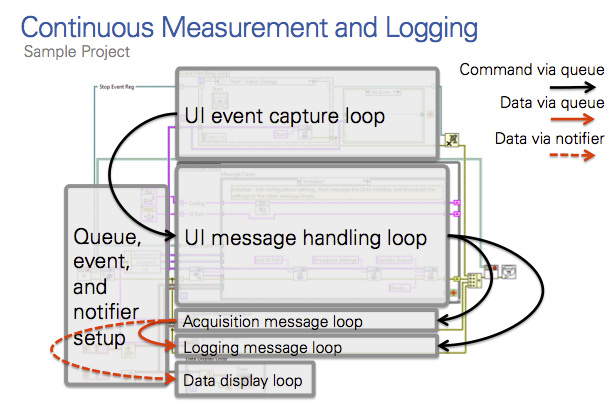 Continuous Measurement and Logging
Sample Project
Command via queue
Data via queue
Data via notifier
Stop Event Reg
UI event capture loop
UI message handling loop
Queue,
event,
and
notifier
setup
Acquisition message loop
Logging message loop
Data display loop